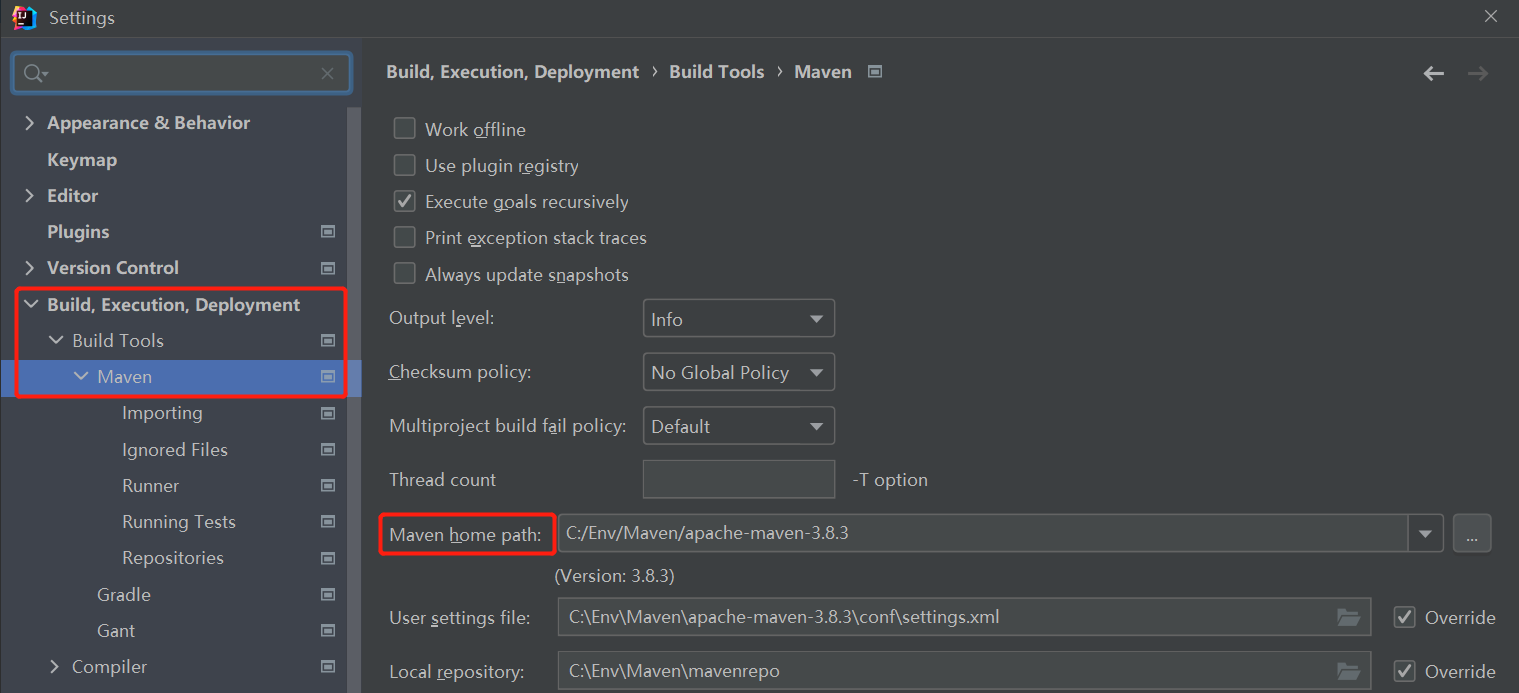 Settings
Appearance & Behavior
Keymap
Editor
Plugins
Version Control
Build, Execution, Deployment
Build Tools
Maven
Importing
Ignored Files
Runner
Running Tests
Repositories
Gradle
Gant
Compiler
Build, Execution, Deployment › Build Tools › Maven
Work offline
Use plugin registry
Execute goals recursively
Print exception stack traces
Always update snapshots
Output level: Info
Checksum policy: No Global Policy
Multiproject build fail policy: Default
Thread count -T option
Maven home path: C:/Env/Maven/apache-maven-3.8.3 ...
(Version: 3.8.3)
User settings file: C:\Env\Maven\apache-maven-3.8.3\conf\settings.xml Override
Local repository: C:\Env\Maven\mavenrepo Override